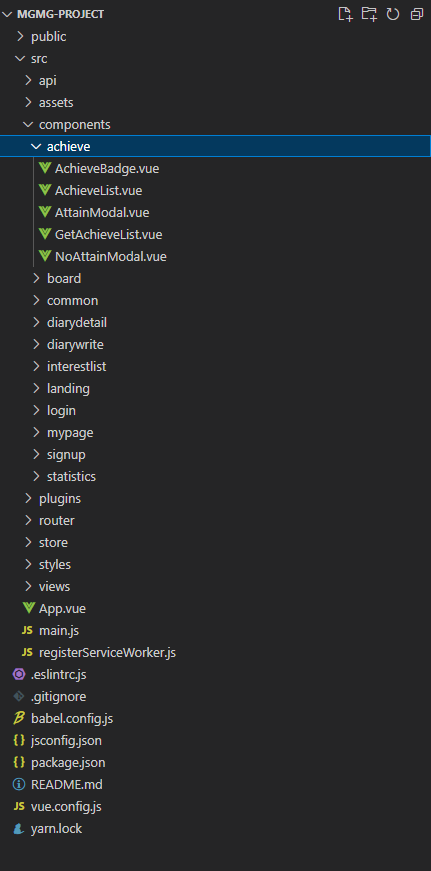 MGMG-PROJECT
public
src
api
assets
components
achieve
AchieveBadge.vue
AchieveList.vue
AttainModal.vue
GetAchieveList.vue
NoAttainModal.vue
board
common
diarydetail
diarywrite
interestlist
landing
login
mypage
signup
statistics
plugins
router
store
styles
views
App.vue
JS main.js
JS registerServiceWorker.js
.eslintrc.js
.gitignore
babel.config.js
{} jsconfig.json
{} package.json
README.md
JS vue.config.js
yarn.lock